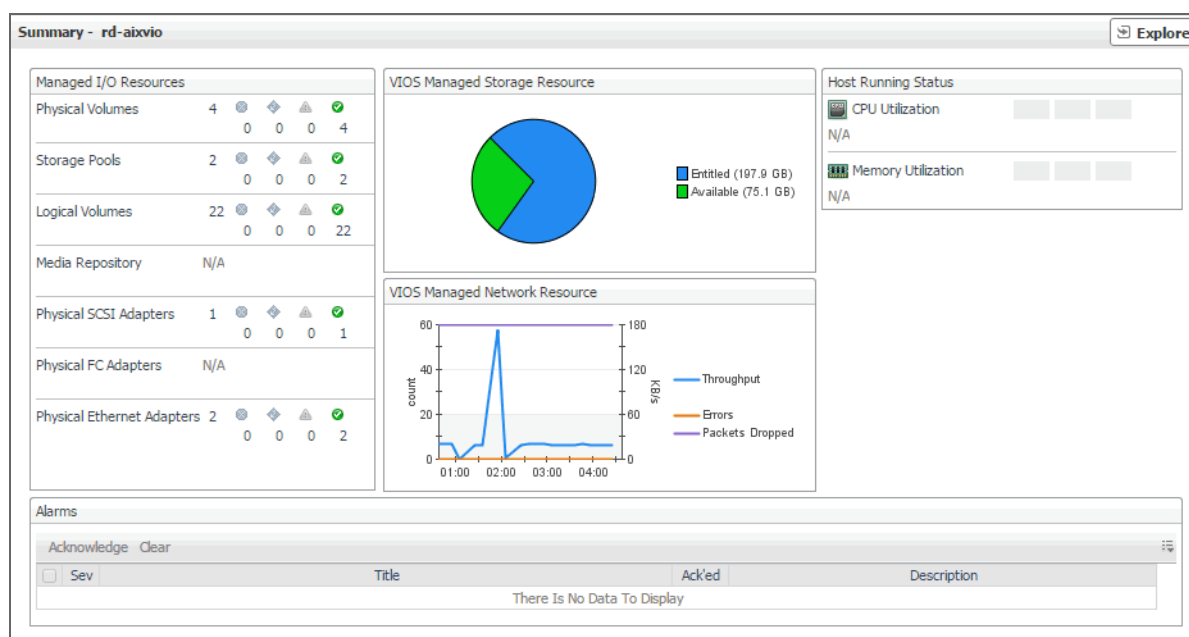 Summary - rd-aixvio
Explore
Managed I/O Resources
Physical Volumes 4
0 0 0 4
Storage Pools 2
0 0 0 2
Logical Volumes 22
0 0 0 22
Media Repository N/A
Physical SCSI Adapters 1
0 0 0 1
Physical FC Adapters N/A
Physical Ethernet Adapters 2
0 0 0 2
VIOS Managed Storage Resource
Entitled (197.9 GB)
Available (75.1 GB)
VIOS Managed Network Resource
60 180
40 120
20 60
0 0
count
KB/s
01:00 02:00 03:00 04:00
Throughput
Errors
Packets Dropped
Host Running Status
CPU Utilization
N/A
Memory Utilization
N/A
Alarms
Acknowledge Clear
Sev Title Ack'ed Description
There Is No Data To Display